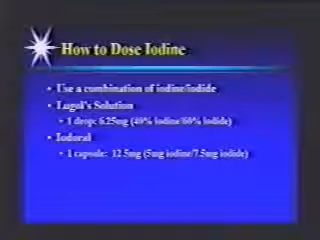 How to Dose Iodine
• Use a combination of iodine/iodide
• Lugol's Solution
• 1 drop: 6.25mg (40% iodine/60% iodide)
• Iodoral
• 1 capsule: 12.5mg (5mg iodine/7.5mg iodide)